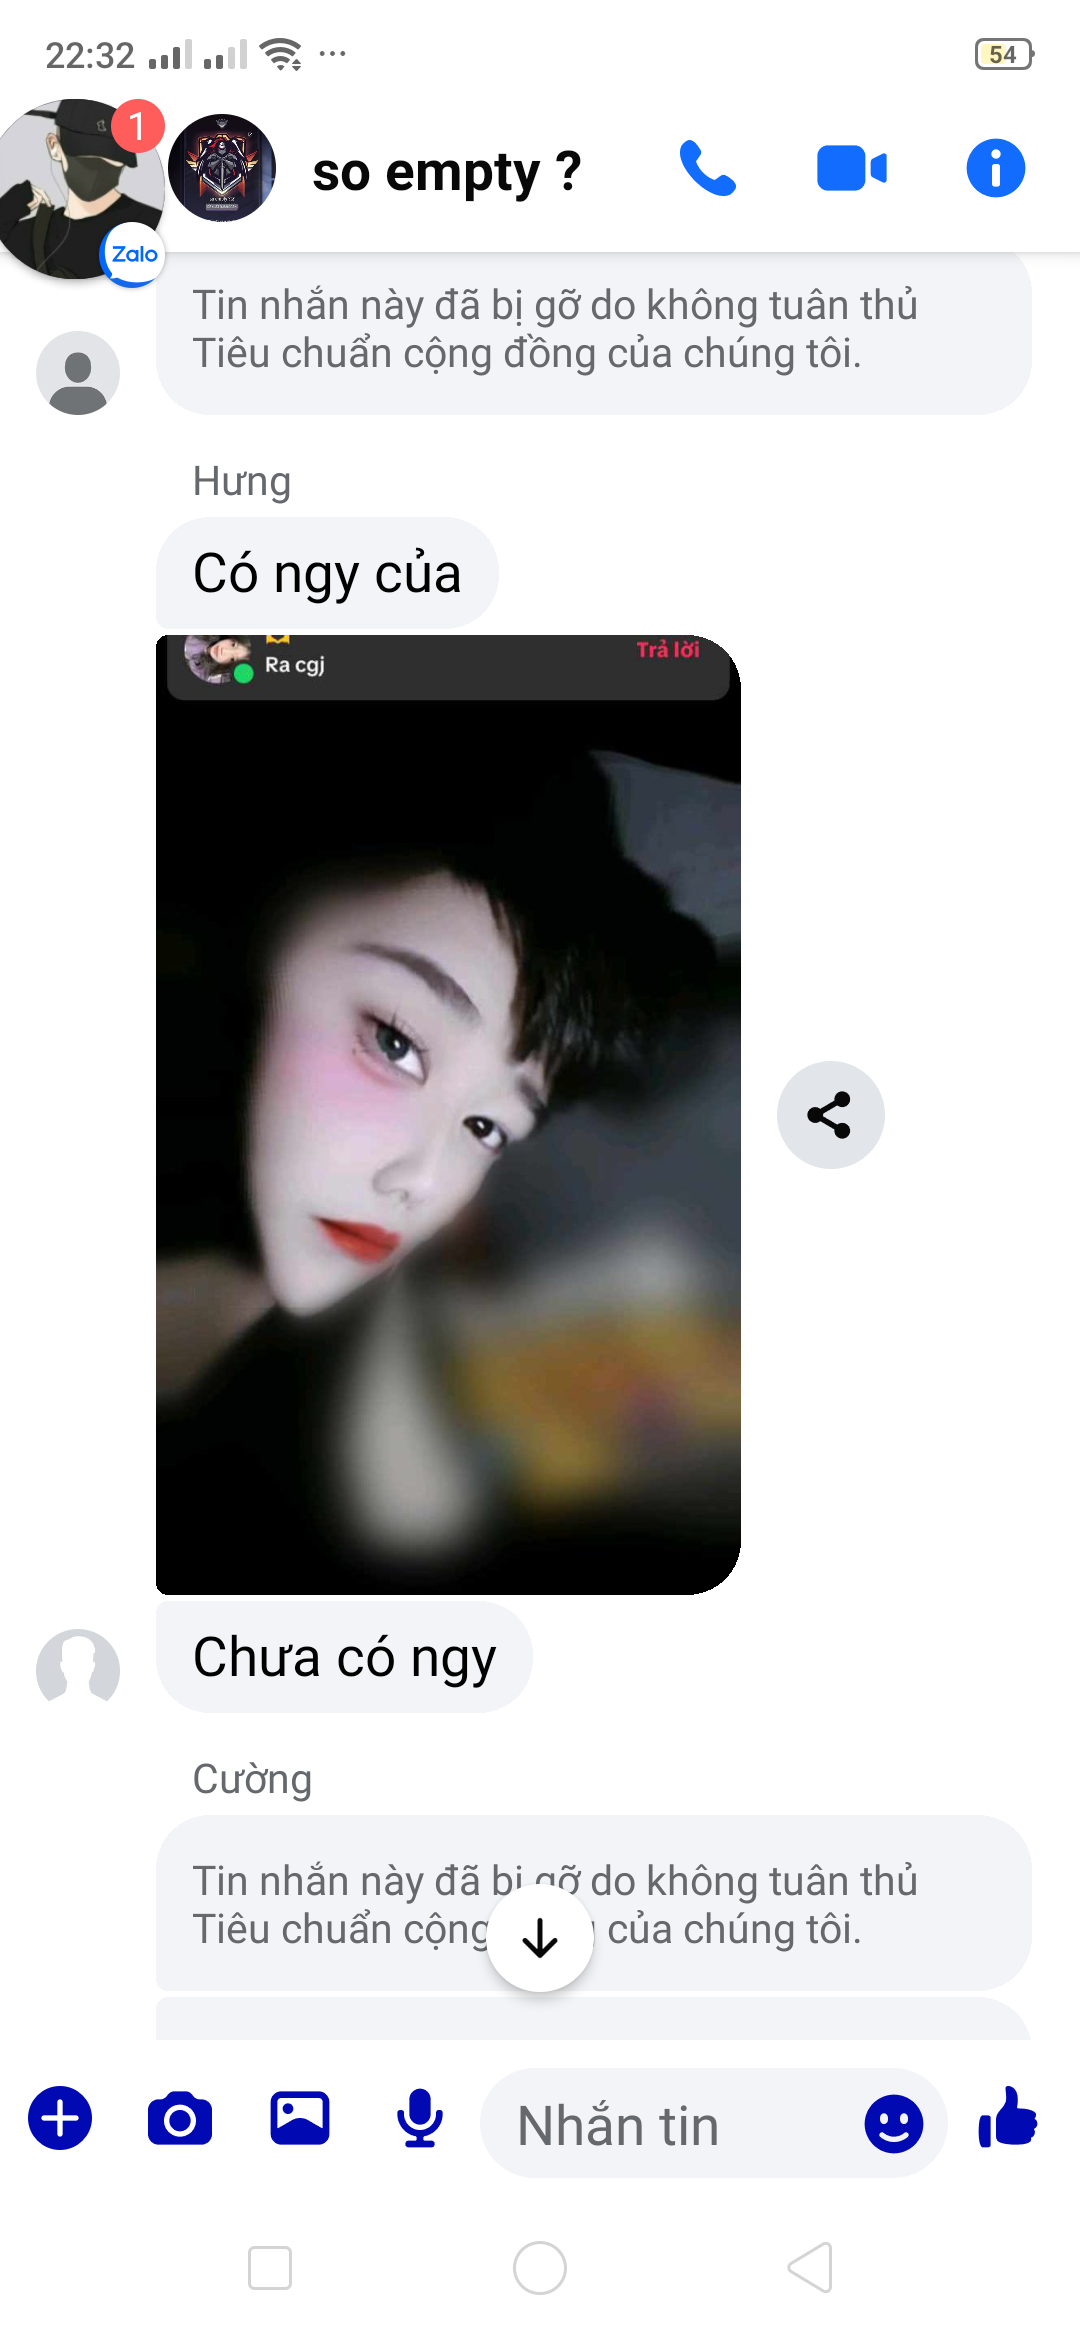 22:32
54
1
Zalo
so empty ?
Tin nhắn này đã bị gỡ do không tuân thủ
Tiêu chuẩn cộng đồng của chúng tôi.
Hưng
Có ngy của
Trả lời
Ra cgj
Chưa có ngy
Cường
Tin nhắn này đã bị gỡ do không tuân thủ
Tiêu chuẩn cộng của chúng tôi.
Nhắn tin